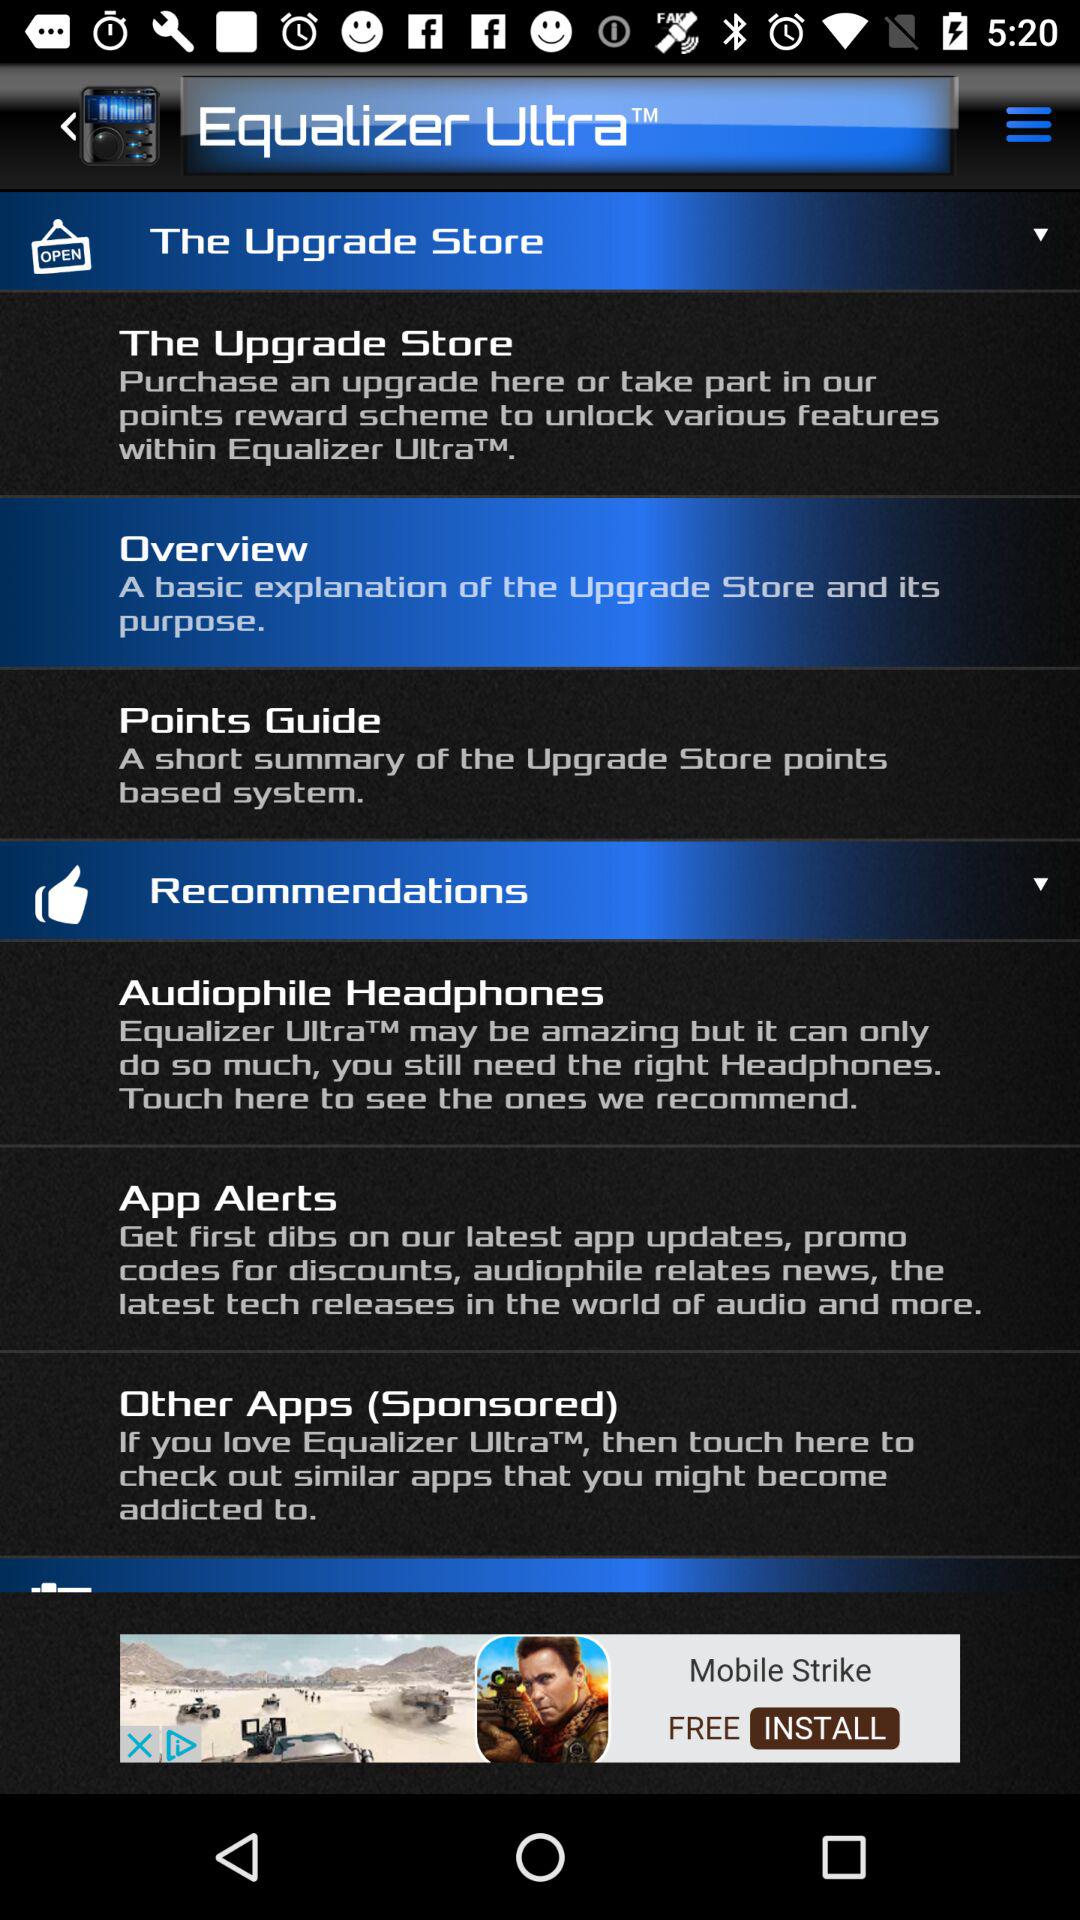 FAKE
5:20
Equalizer Ultra™
OPEN
The Upgrade Store
The Upgrade Store
Purchase an upgrade here or take part in our
points reward scheme to unlock various features
within Equalizer Ultra™.
Overview
A basic explanation of the Upgrade Store and its
purpose.
Points Guide
A short summary of the Upgrade Store points
based system.
Recommendations
Audiophile Headphones
Equalizer Ultra™ may be amazing but it can only
do so much, you still need the right Headphones.
Touch here to see the ones we recommend.
App Alerts
Get first dibs on our latest app updates, promo
codes for discounts, audiophile relates news, the
latest tech releases in the world of audio and more.
Other Apps (Sponsored)
If you love Equalizer Ultra™, then touch here to
check out similar apps that you might become
addicted to.
Mobile Strike
FREE INSTALL